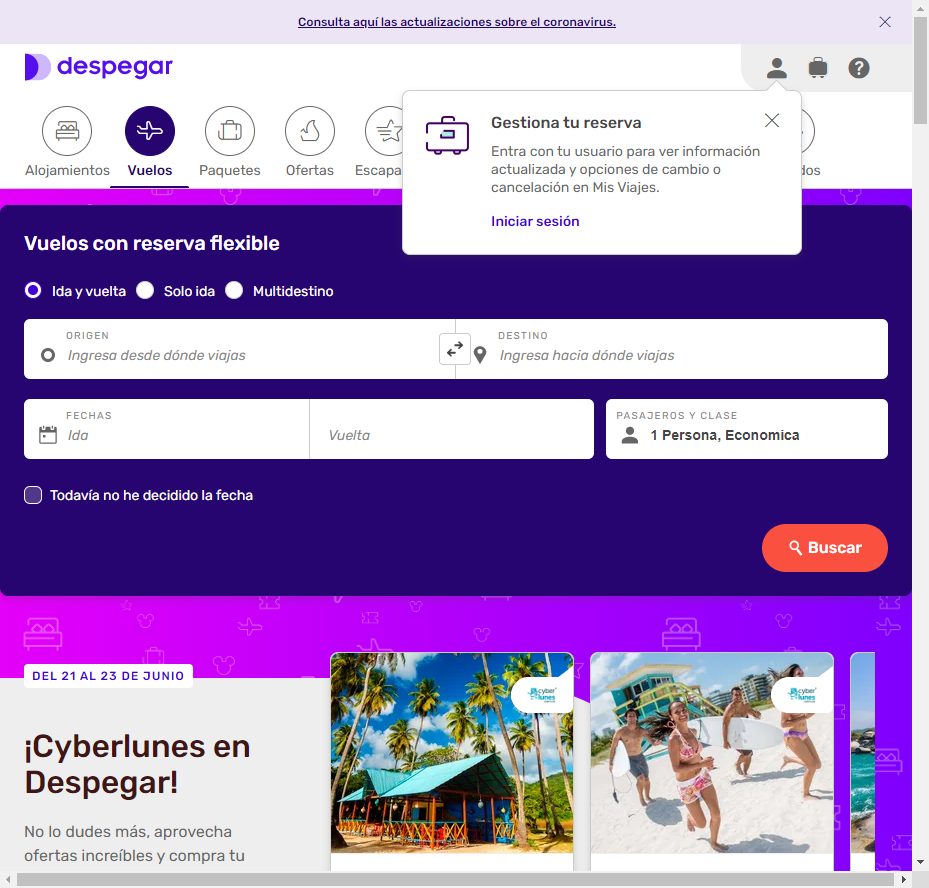 Consulta aquí las actualizaciones sobre el coronavirus.
despegar
Alojamientos
Vuelos
Paquetes
Ofertas
Escapa
dos
Gestiona tu reserva
Entra con tu usuario para ver información
actualizada y opciones de cambio o
cancelación en Mis Viajes.
Iniciar sesión
Vuelos con reserva flexible
Ida y vuelta
Solo ida
Multidestino
ORIGEN
Ingresa desde dónde viajas
DESTINO
Ingresa hacia dónde viajas
FECHAS
Ida
Vuelta
PASAJEROS Y CLASE
1 Persona, Economica
Todavía no he decidido la fecha
Buscar
DEL 21 AL 23 DE JUNIO
¡Cyberlunes en
Despegar!
No lo dudes más, aprovecha
ofertas increíbles y compra tu
cyber
lunes
cyber
lunes